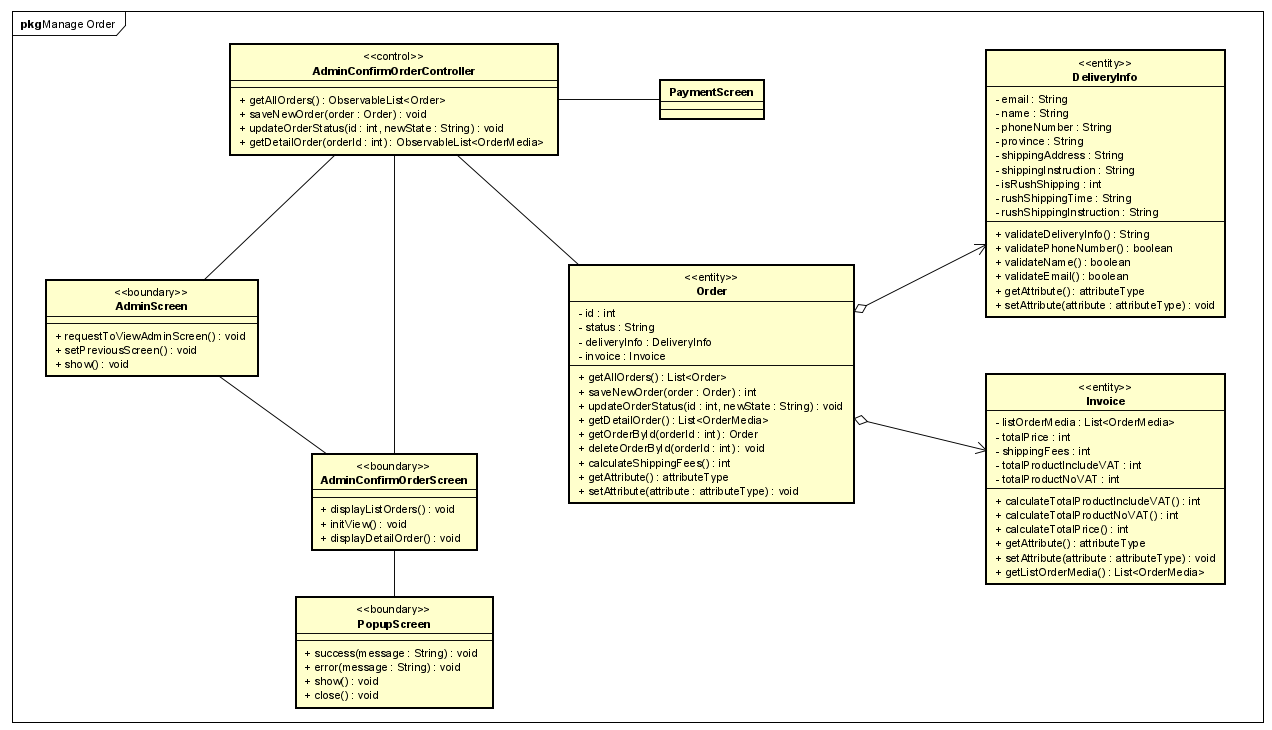 pkg Manage Order
<<control>>
AdminConfirmOrderController
+ getAllOrders() : ObservableList<Order>
+ saveNewOrder(order : Order) : void
+ updateOrderStatus(id : int, newState : String) : void
+ getDetailOrder(orderId : int) : ObservableList<OrderMedia>
PaymentScreen
<<entity>>
DeliveryInfo
- email : String
- name : String
- phoneNumber : String
- province : String
- shippingAddress : String
- shippingInstruction : String
- isRushShipping : int
- rushShippingTime : String
- rushShippingInstruction : String
+ validateDeliveryInfo() : String
+ validatePhoneNumber() : boolean
+ validateName() : boolean
+ validateEmail() : boolean
+ getAttribute() : attributeType
+ setAttribute(attribute : attributeType) : void
<<boundary>>
AdminScreen
+ requestToViewAdminScreen() : void
+ setPreviousScreen() : void
+ show() : void
<<entity>>
Order
- id : int
- status : String
- deliveryInfo : DeliveryInfo
- invoice : Invoice
+ getAllOrders() : List<Order>
+ saveNewOrder(order : Order) : int
+ updateOrderStatus(id : int, newState : String) : void
+ getDetailOrder() : List<OrderMedia>
+ getOrderById(orderId : int) : Order
+ deleteOrderById(orderId : int) : void
+ calculateShippingFees() : int
+ getAttribute() : attributeType
+ setAttribute(attribute : attributeType) : void
<<entity>>
Invoice
- listOrderMedia : List<OrderMedia>
- totalPrice : int
- shippingFees : int
- totalProductIncludeVAT : int
- totalProductNoVAT : int
+ calculateTotalProductIncludeVAT() : int
+ calculateTotalProductNoVAT() : int
+ calculateTotalPrice() : int
+ getAttribute() : attributeType
+ setAttribute(attribute : attributeType) : void
+ getListOrderMedia() : List<OrderMedia>
<<boundary>>
AdminConfirmOrderScreen
+ displayListOrders() : void
+ initView() : void
+ displayDetailOrder() : void
<<boundary>>
PopupScreen
+ success(message : String) : void
+ error(message : String) : void
+ show() : void
+ close() : void